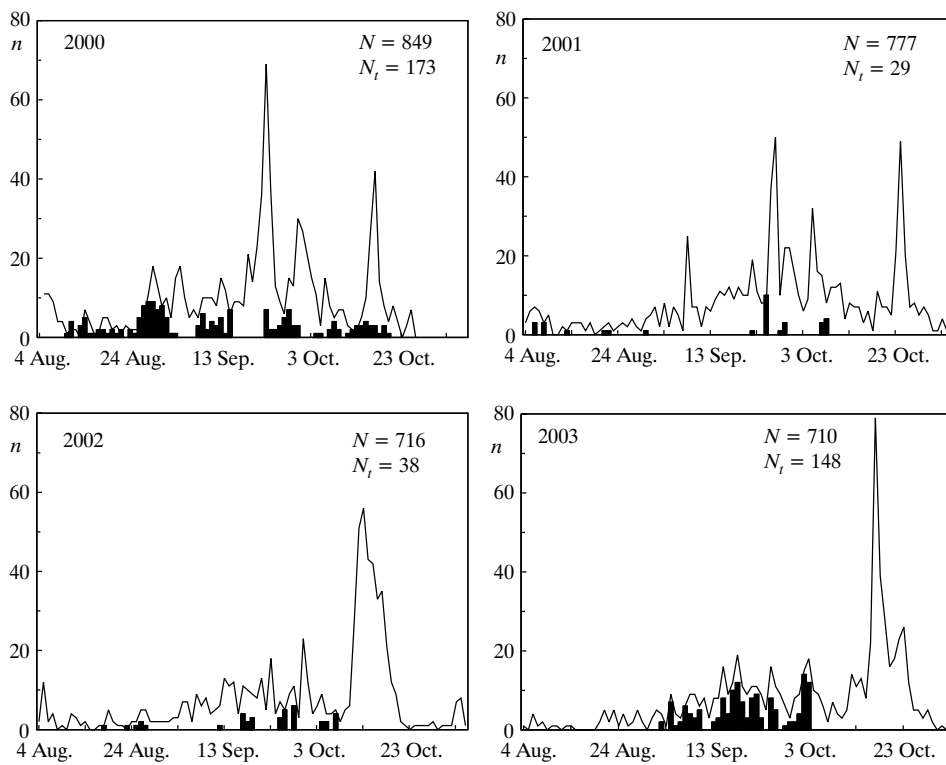 80
n
60
40
20
0
2000
N = 849
N_t = 173
4 Aug. 24 Aug. 13 Sep. 3 Oct. 23 Oct.
80
n
60
40
20
0
2001
N = 777
N_t = 29
4 Aug. 24 Aug. 13 Sep. 3 Oct. 23 Oct.
80
n
60
40
20
0
2002
N = 716
N_t = 38
4 Aug. 24 Aug. 13 Sep. 3 Oct. 23 Oct.
80
n
60
40
20
0
2003
N = 710
N_t = 148
4 Aug. 24 Aug. 13 Sep. 3 Oct. 23 Oct.